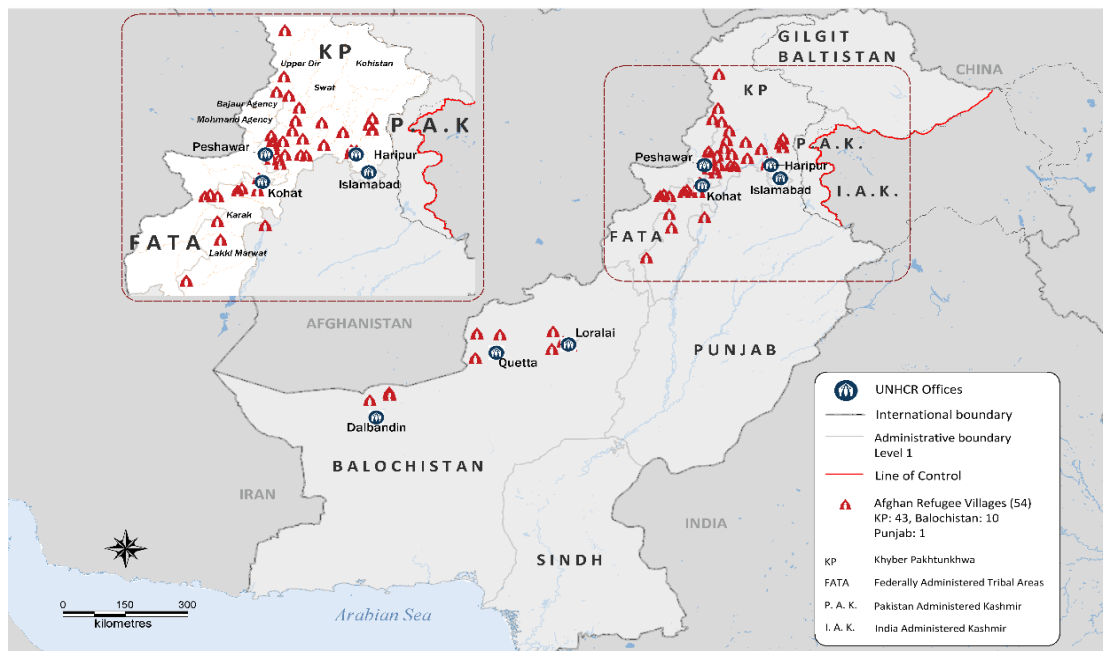 KP
Upper Dir
Kohistan
Swat
Bajaur Agency
Mohmand Agency
P.A.K
Peshawar
Haripur
Islamabad
Kohat
Karak
FATA
Lakki Marwat
GILGIT
BALTISTAN
CHINA
KP
P.A.K.
Peshawar
Haripur
Islamabad
I.A.K.
Kohat
FATA
AFGHANISTAN
Loralai
Quetta
PUNJAB
Dalbandin
BALOCHISTAN
IRAN
INDIA
SINDH
Arabian Sea
0 150 300
kilometres
UNHCR Offices
International boundary
Administrative boundary
Level 1
Line of Control
Afghan Refugee Villages (54)
KP: 43, Balochistan: 10
Punjab: 1
KP Khyber Pakhtunkhwa
FATA Federally Administered Tribal Areas
P. A. K. Pakistan Administered Kashmir
I. A. K. India Administered Kashmir